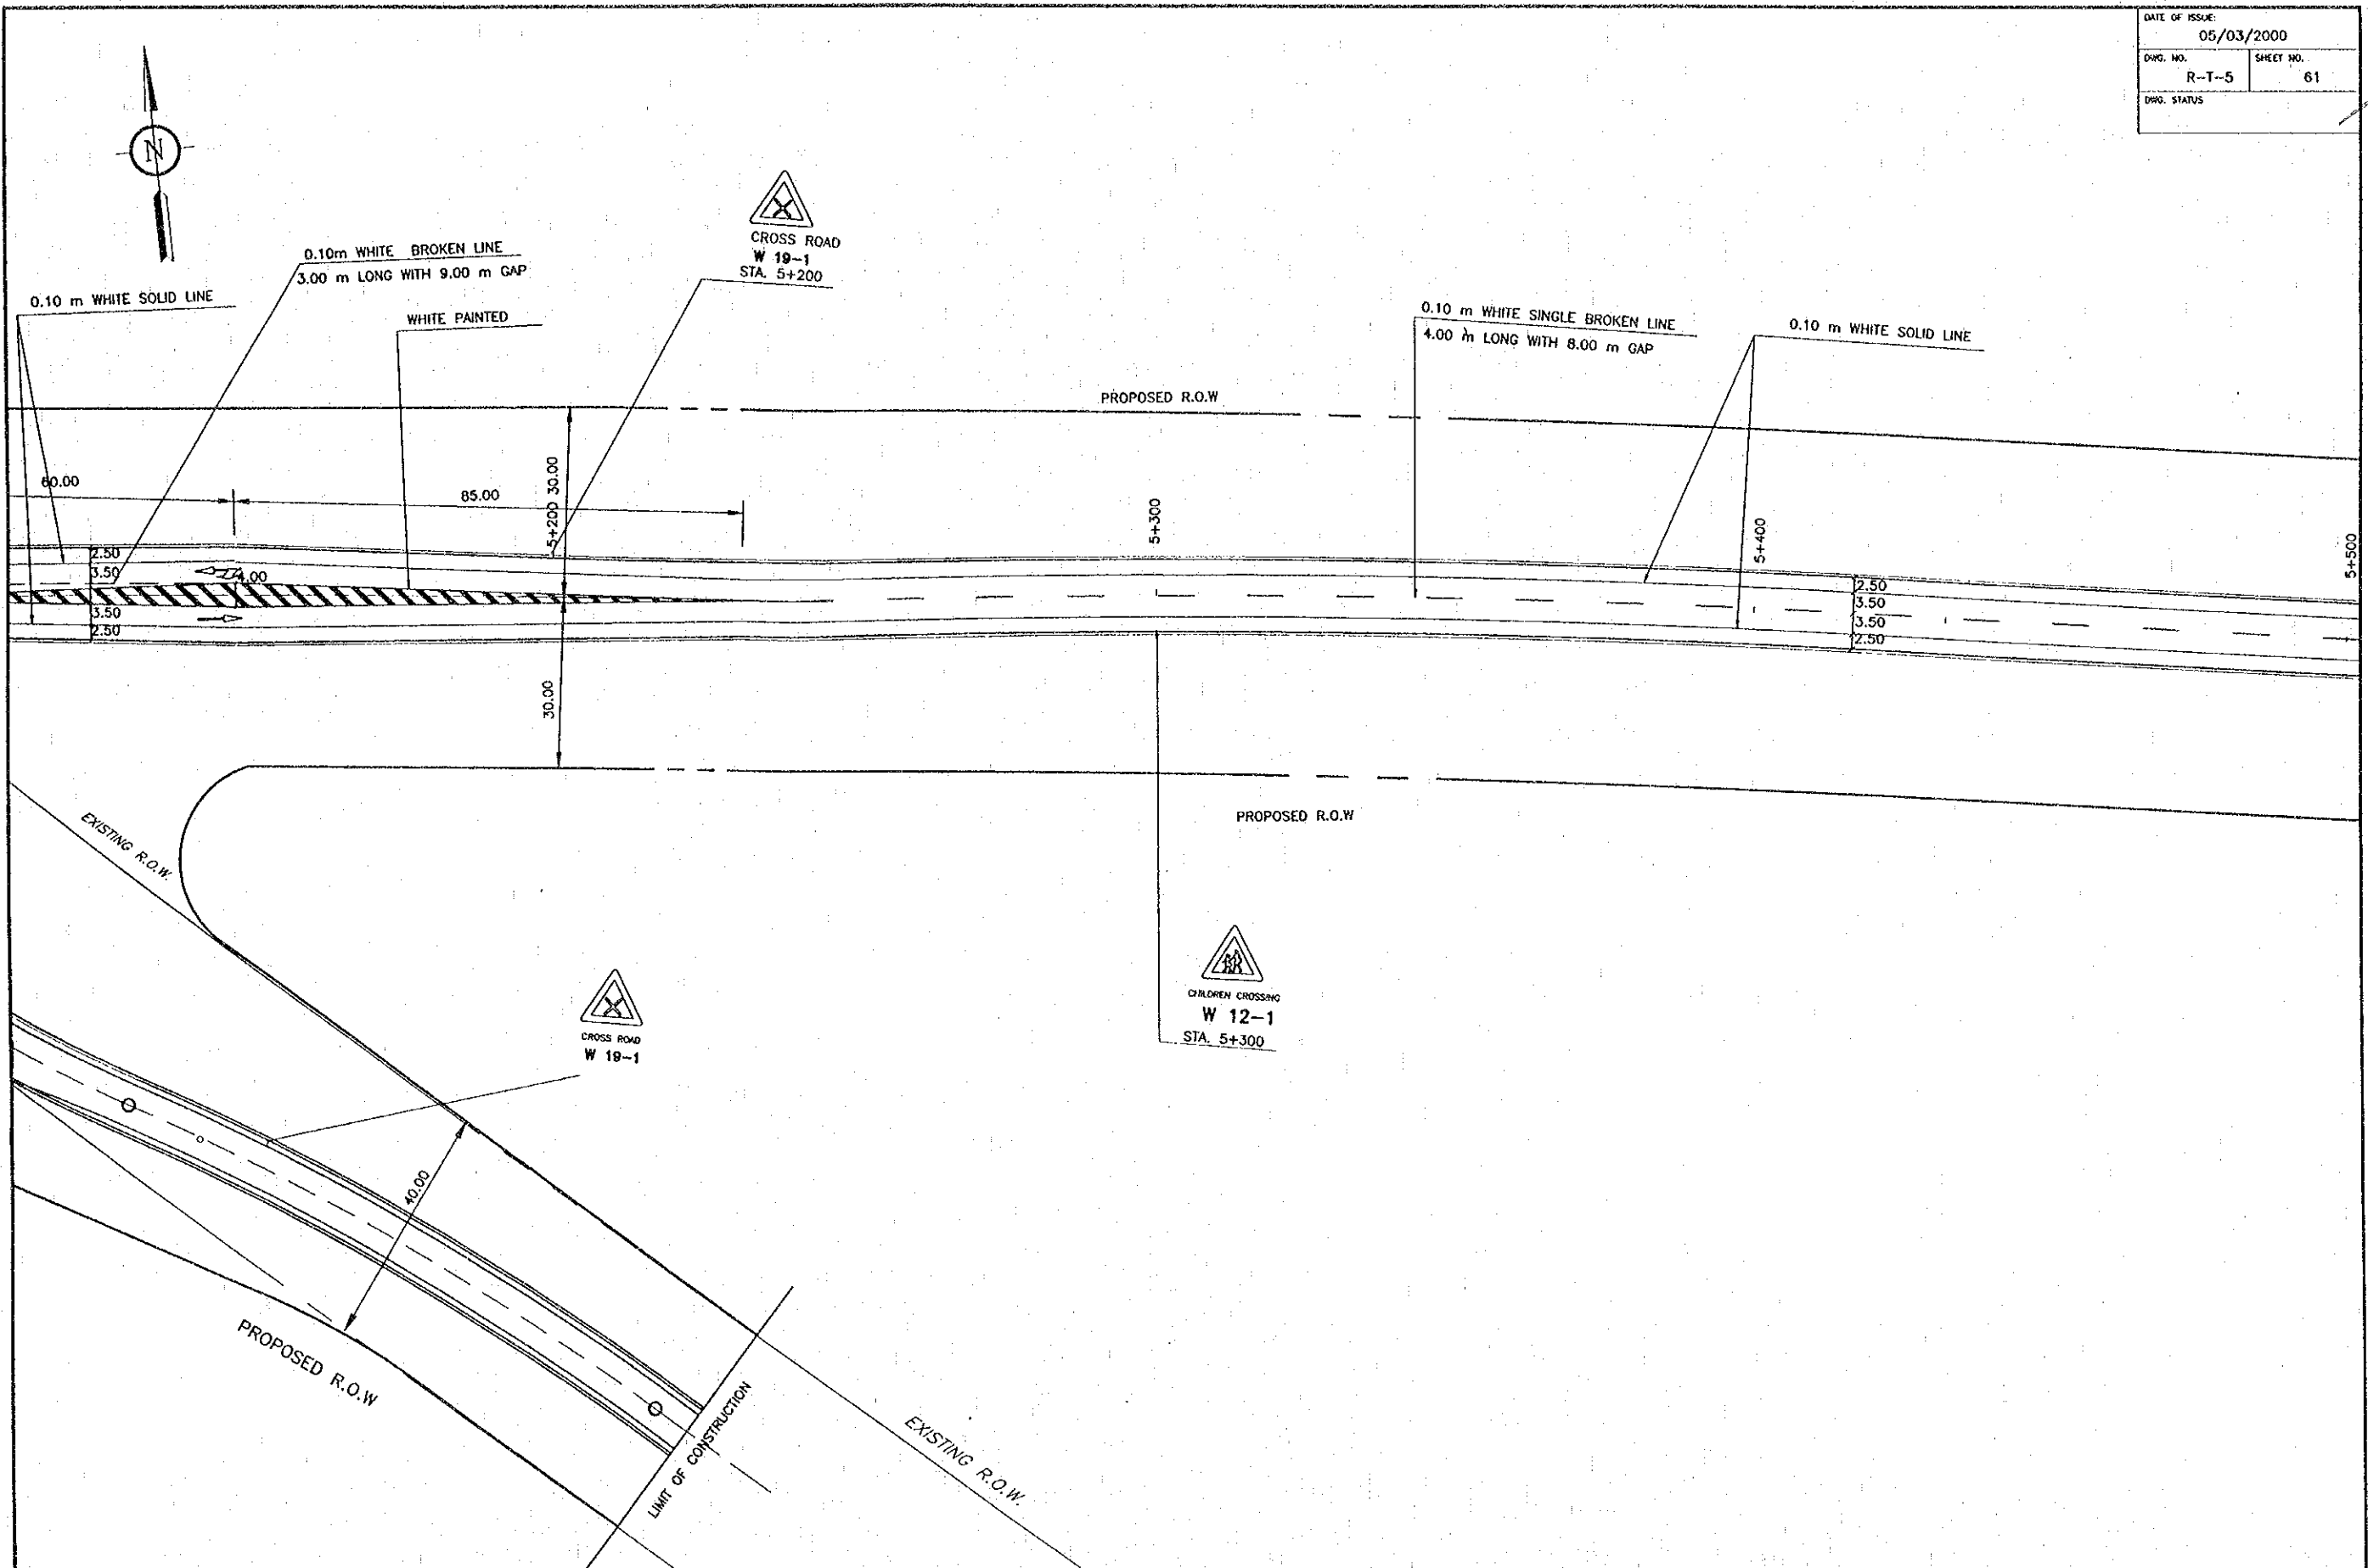 DATE OF ISSUE:
05/03/2000
DWG. NO.
R-T-5
SHEET NO.
61
DWG. STATUS
N
CROSS ROAD
W 19-1
STA. 5+200
0.10m WHITE BROKEN LINE
3.00 m LONG WITH 9.00 m GAP
0.10 m WHITE SOLID LINE
WHITE PAINTED
0.10 m WHITE SINGLE BROKEN LINE
4.00 m LONG WITH 8.00 m GAP
0.10 m WHITE SOLID LINE
PROPOSED R.O.W
60.00
85.00
5+200
30.00
5+300
5+400
5+500
2.50
3.50
4.00
3.50
2.50
2.50
3.50
3.50
2.50
30.00
PROPOSED R.O.W
EXISTING R.O.W.
CROSS ROAD
W 19-1
CHILDREN CROSSING
W 12-1
STA. 5+300
40.00
PROPOSED R.O.W
LIMIT OF CONSTRUCTION
EXISTING R.O.W.